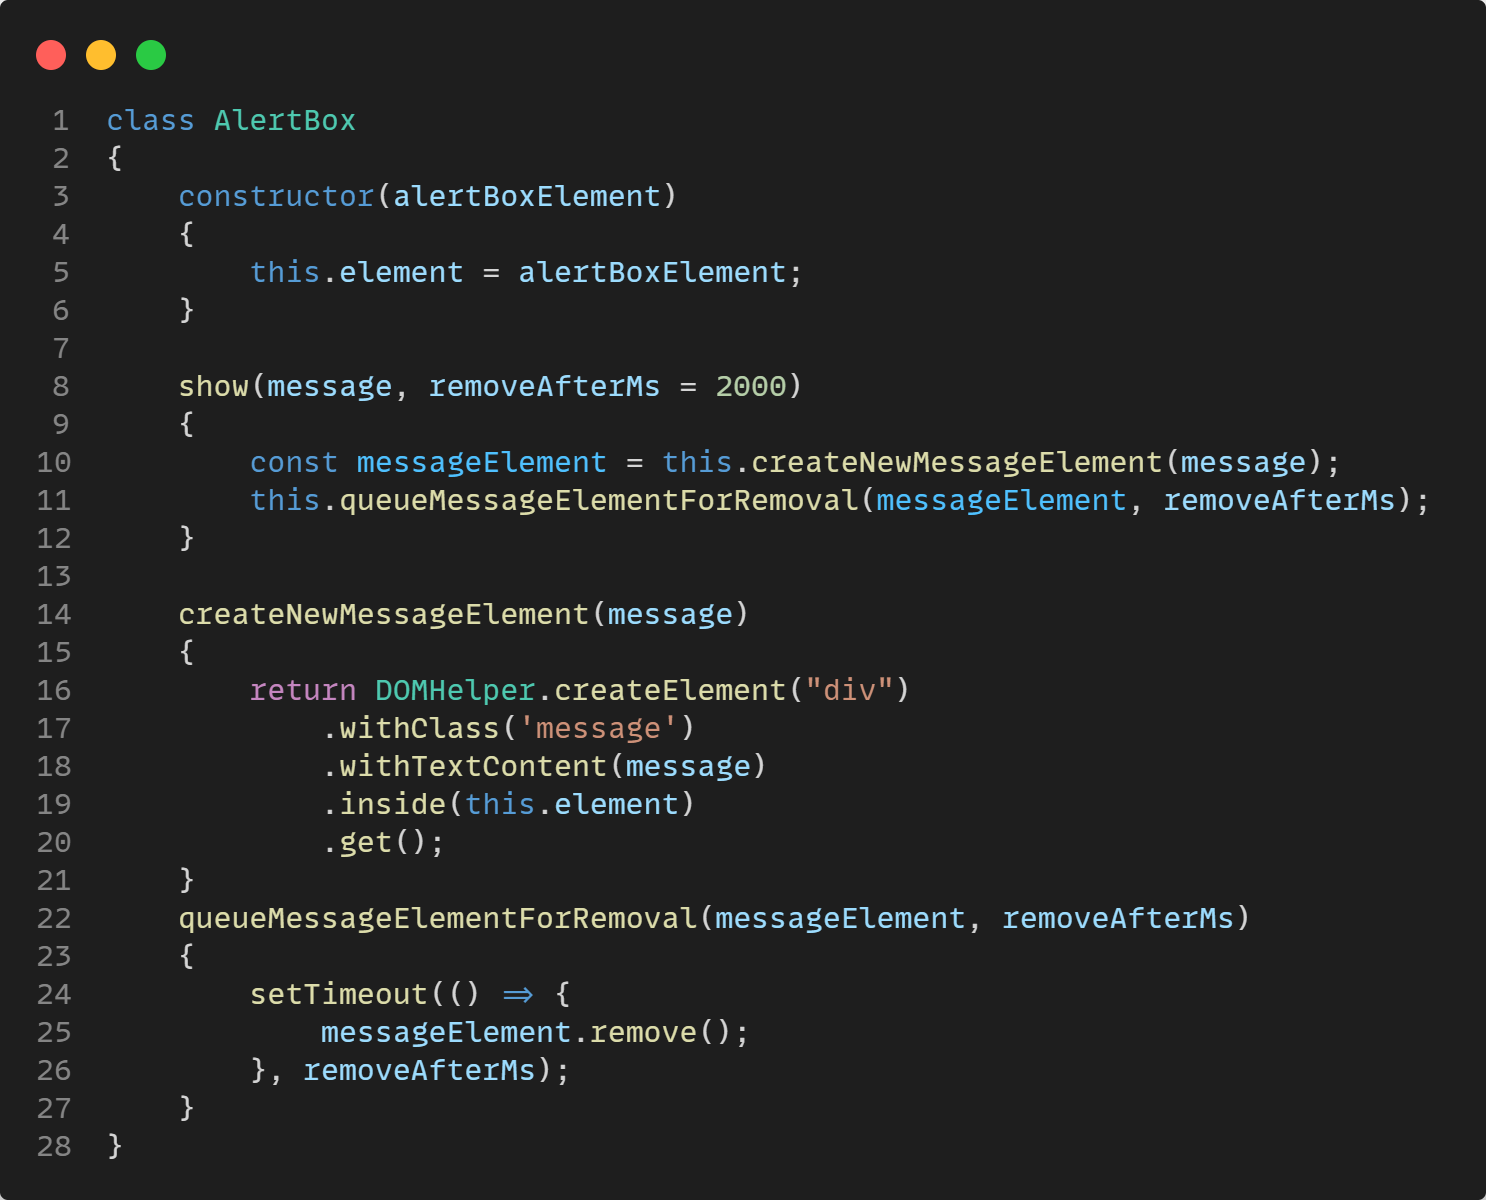 1 class AlertBox
2 {
3     constructor(alertBoxElement)
4     {
5         this.element = alertBoxElement;
6     }
7
8     show(message, removeAfterMs = 2000)
9     {
10         const messageElement = this.createNewMessageElement(message);
11         this.queueMessageElementForRemoval(messageElement, removeAfterMs);
12     }
13
14     createNewMessageElement(message)
15     {
16         return DOMHelper.createElement("div")
17             .withClass('message')
18             .withTextContent(message)
19             .inside(this.element)
20             .get();
21     }
22     queueMessageElementForRemoval(messageElement, removeAfterMs)
23     {
24         setTimeout(() => {
25             messageElement.remove();
26         }, removeAfterMs);
27     }
28 }